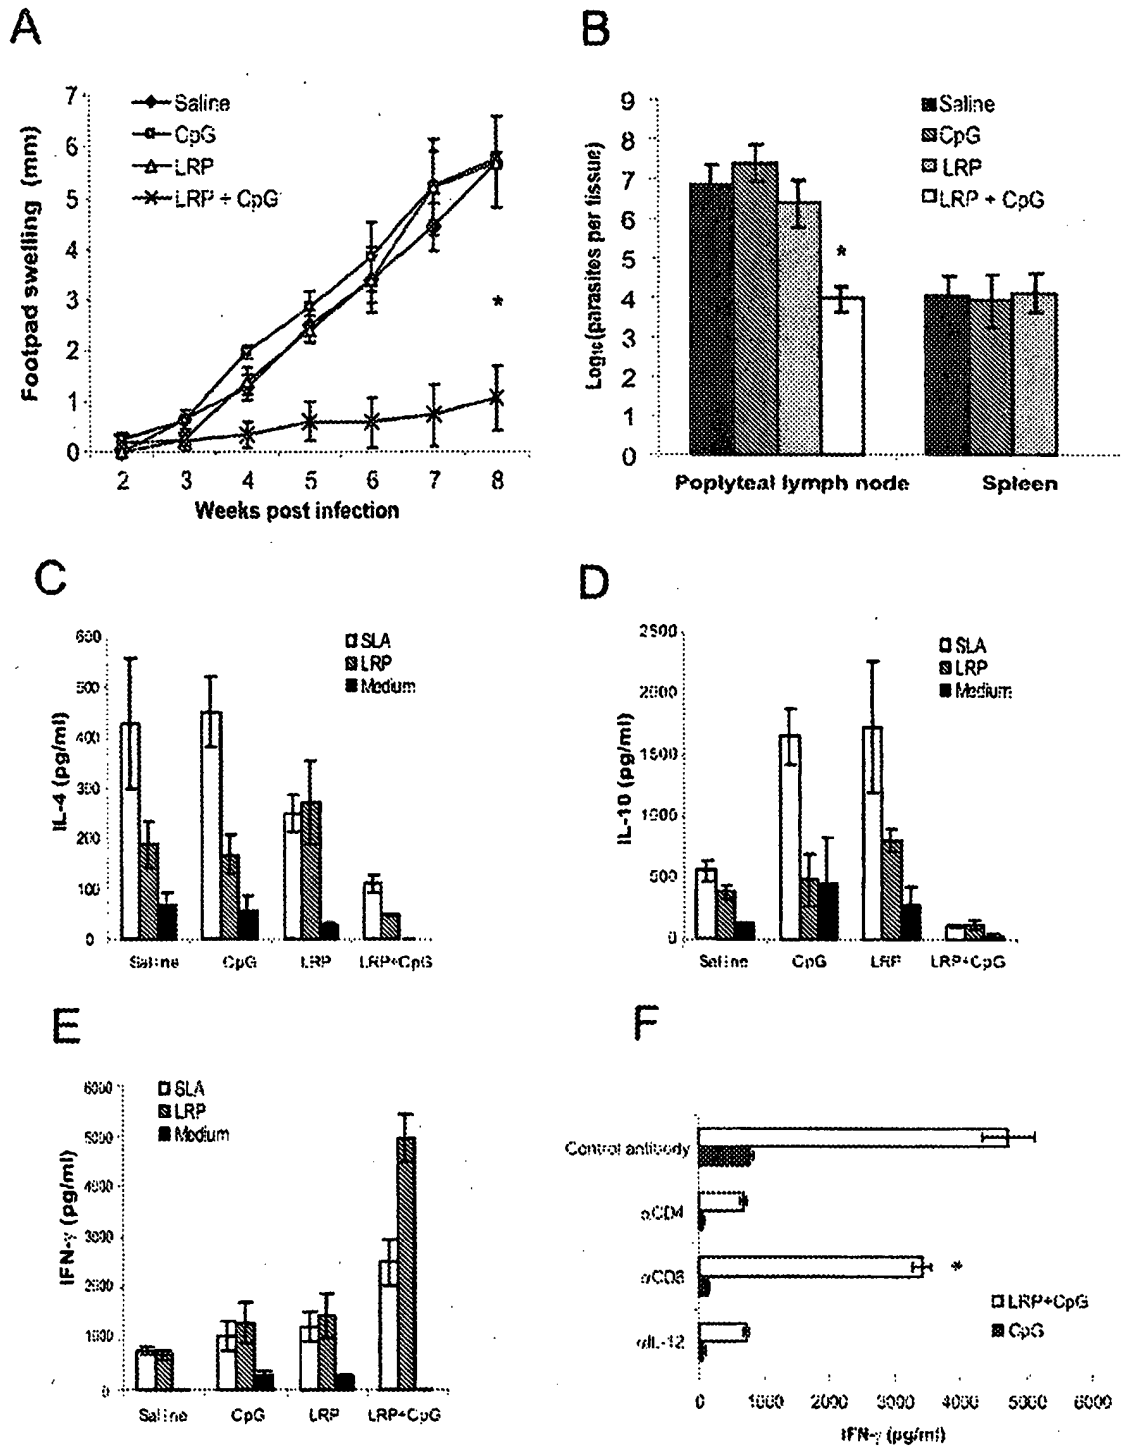 A
Footpad swelling (mm)
7
6
5
4
3
2
1
0
Saline
CpG
LRP
LRP + CpG
*
2 3 4 5 6 7 8
Weeks post infection
B
Log10(parasites per tissue)
9
8
7
6
5
4
3
2
1
0
Saline
CpG
LRP
LRP + CpG
*
Poplyteal lymph node Spleen
C
IL-4 (pg/ml)
600
500
400
300
200
100
0
SLA
LRP
Medium
Saline CpG LRP LRP+CpG
D
IL-10 (pg/ml)
2500
2000
1500
1000
500
0
SLA
LRP
Medium
Saline CpG LRP LRP+CpG
E
IFN-γ (pg/ml)
6000
5000
4000
3000
2000
1000
0
SLA
LRP
Medium
Saline CpG LRP LRP+CpG
F
Control antibody
αCD4
αCD8
αIL-12
*
LRP+CpG
CpG
0 1000 2000 3000 4000 5000 6000
IFN-γ (pg/ml)